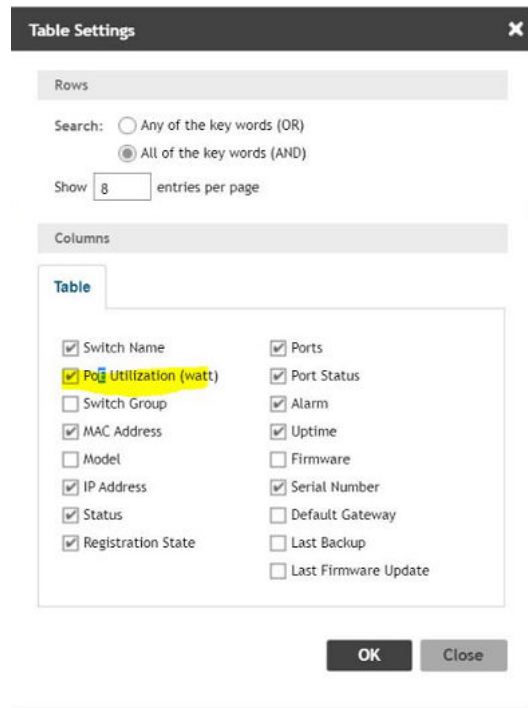 Table Settings
Rows
Search: Any of the key words (OR)
All of the key words (AND)
Show 8 entries per page
Columns
Table
Switch Name
PoE Utilization (watt)
Switch Group
MAC Address
Model
IP Address
Status
Registration State
Ports
Port Status
Alarm
Uptime
Firmware
Serial Number
Default Gateway
Last Backup
Last Firmware Update
OK Close